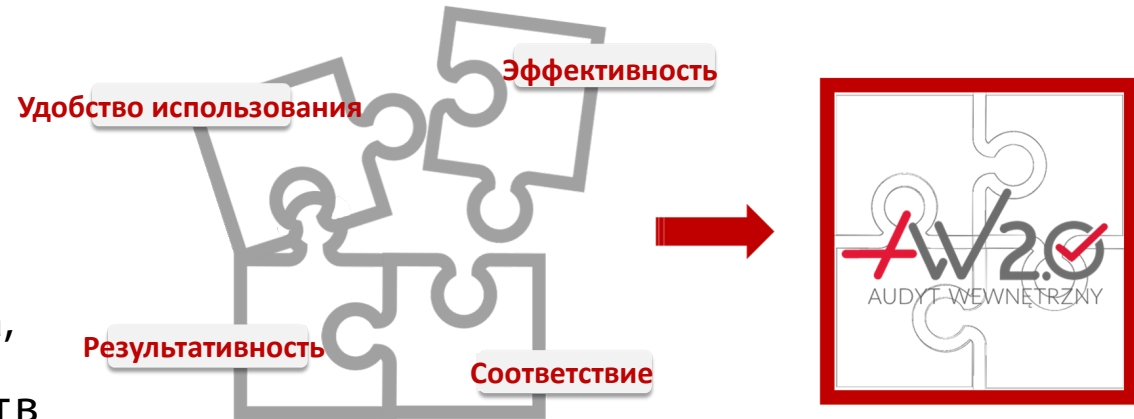 Эффективность
Удобство использования
Результативность
Соответствие
AW2.0
AUDYT WEWNĘTRZNY